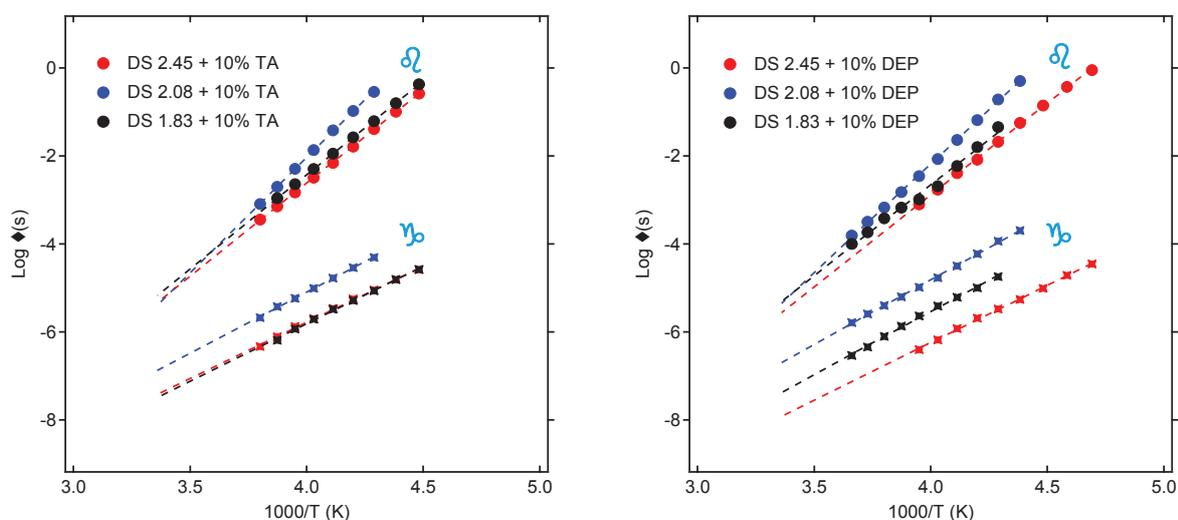 DS 2.45 + 10% TA
DS 2.08 + 10% TA
DS 1.83 + 10% TA
♌
♑
0
-2
-4
-6
-8
Log ♦(s)
3.0 3.5 4.0 4.5 5.0
1000/T (K)
DS 2.45 + 10% DEP
DS 2.08 + 10% DEP
DS 1.83 + 10% DEP
♌
♑
0
-2
-4
-6
-8
Log ♦(s)
3.0 3.5 4.0 4.5 5.0
1000/T (K)